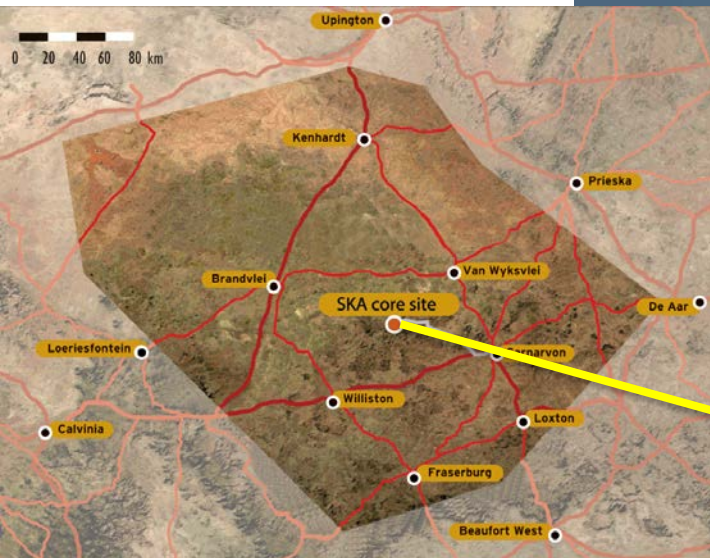 Upington
0 20 40 60 80 km
Kenhardt
Prieska
Van Wyksvlei
Brandvlei
SKA core site
De Aar
Loeriesfontein
Williston
Loxton
Calvinia
Fraserburg
Beaufort West